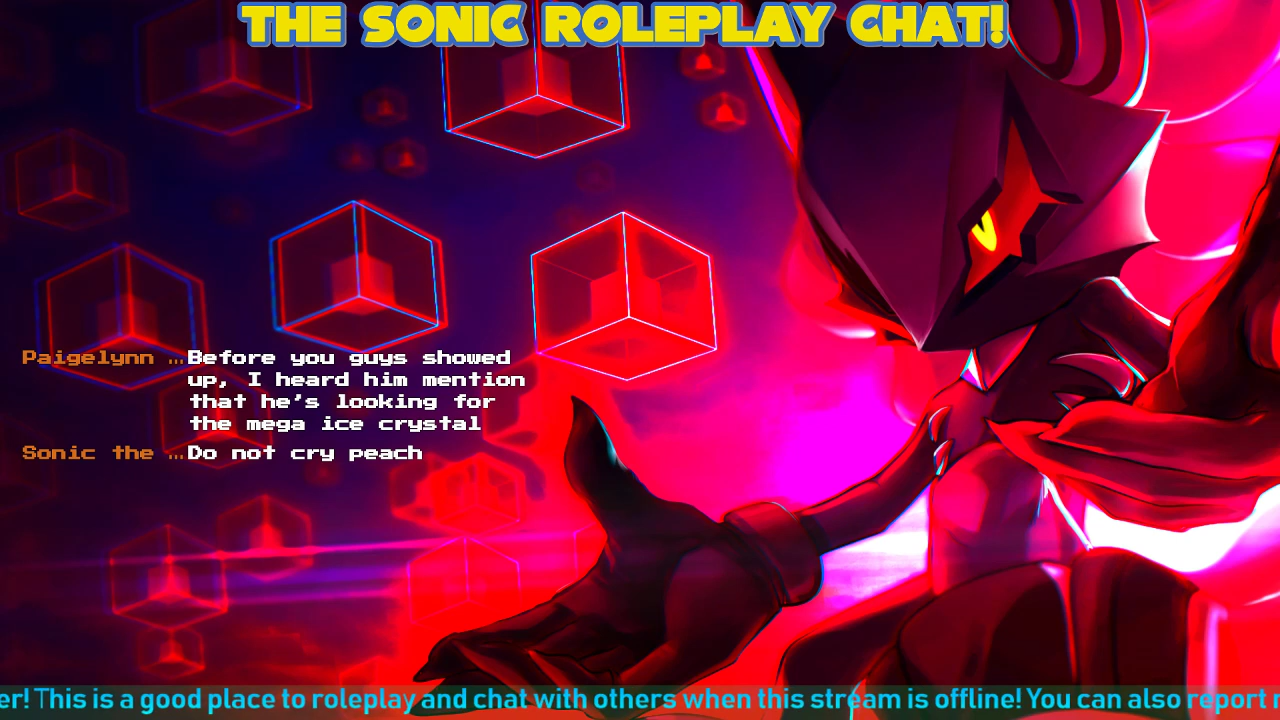 THE SONIC ROLEPLAY CHAT!
Paigelynn ...Before you guys showed
up, I heard him mention
that he's looking for
the mega ice crystal
Sonic the ...Do not cry peach
er! This is a good place to roleplay and chat with others when this stream is offline! You can also report